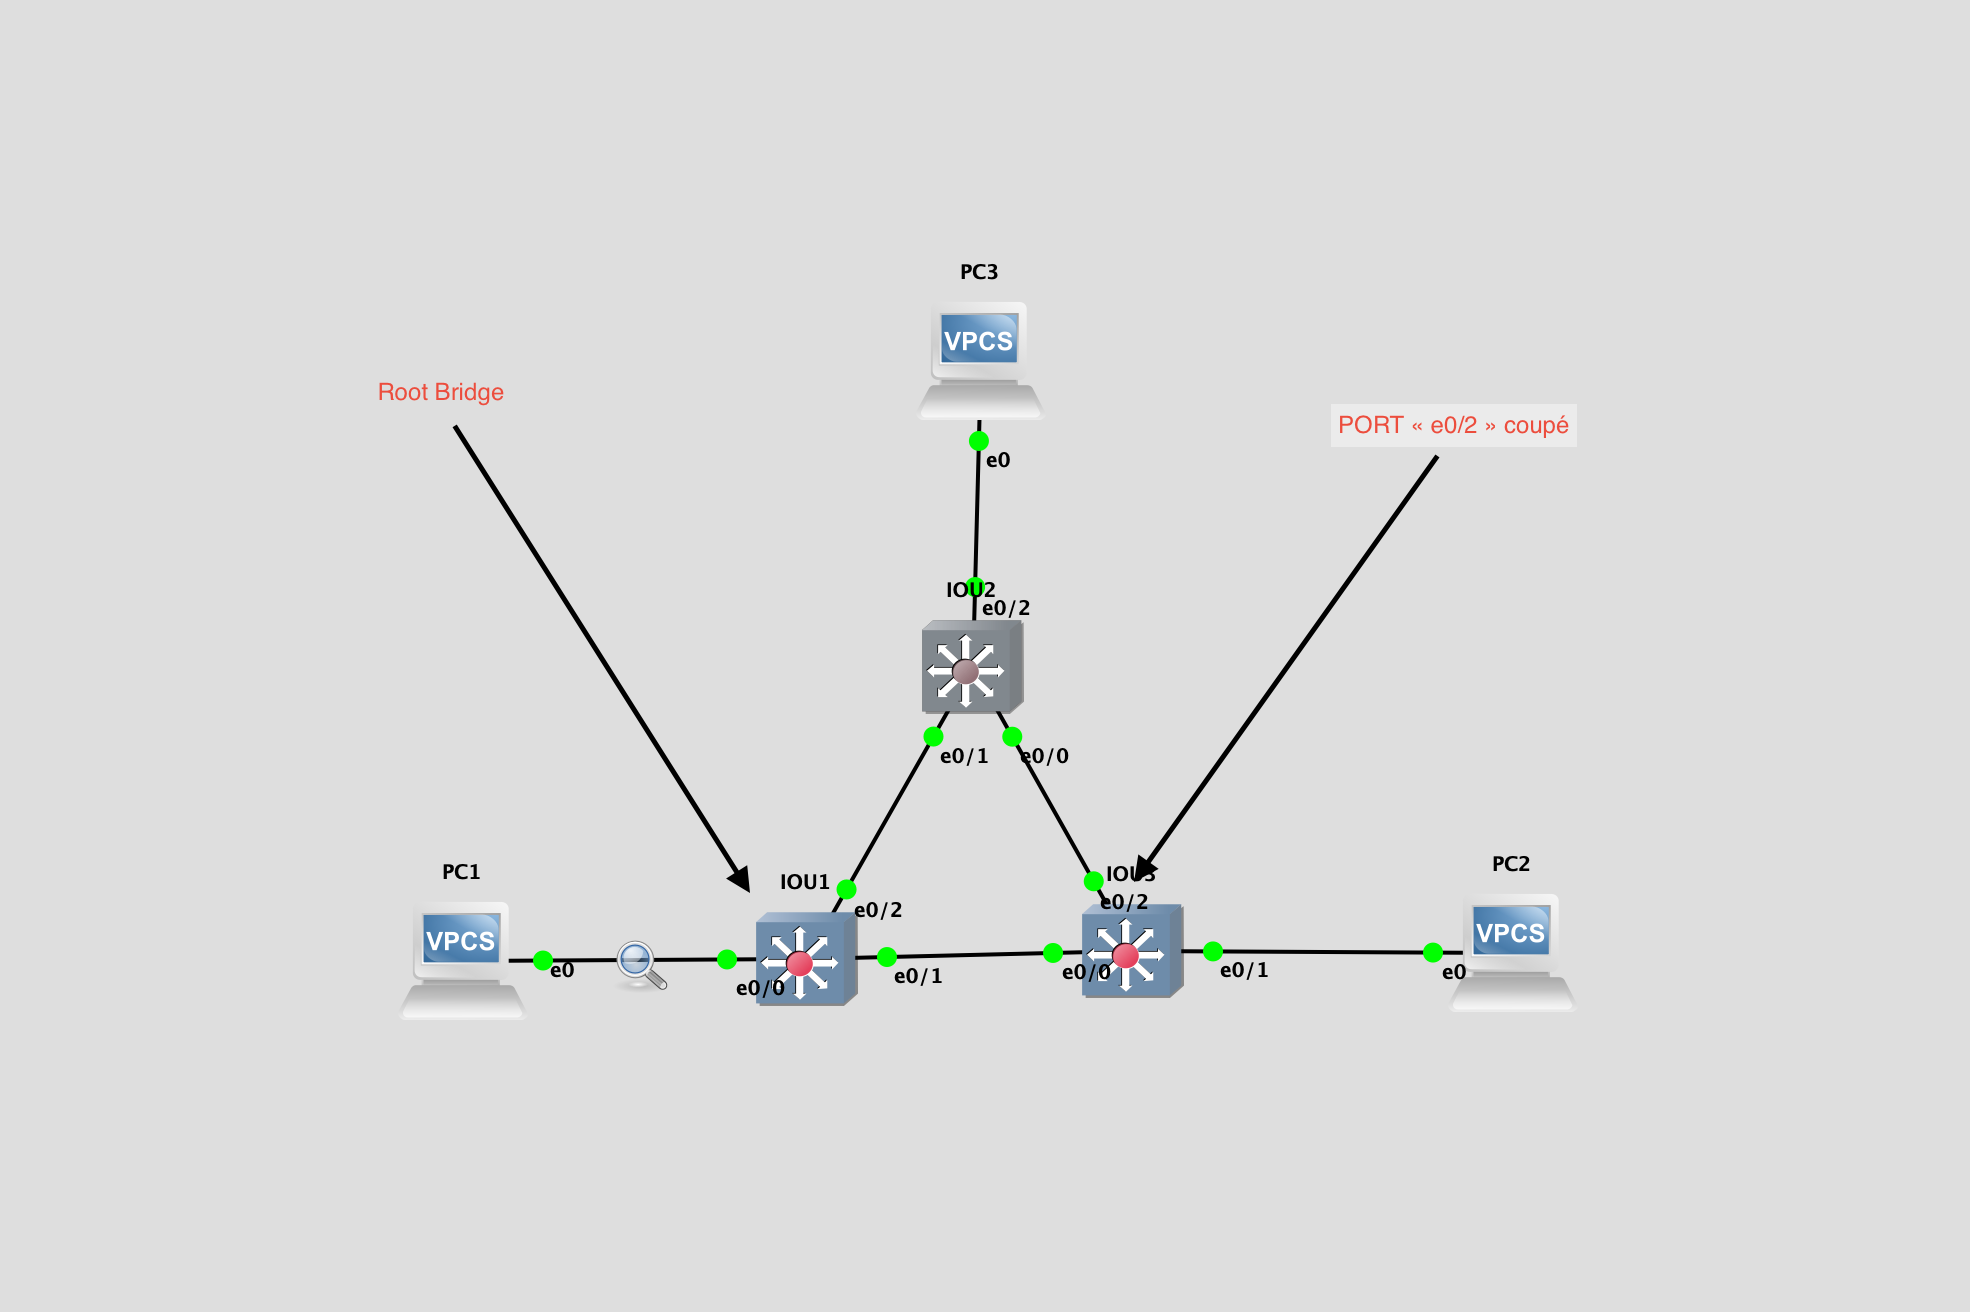 PC3
VPCS
Root Bridge
PORT « e0/2 » coupé
e0
IOU2
e0/2
e0/1
e0/0
PC1
IOU1
IOU3
PC2
e0/2
e0/2
VPCS
VPCS
e0
e0/0
e0/1
e0/0
e0/1
e0